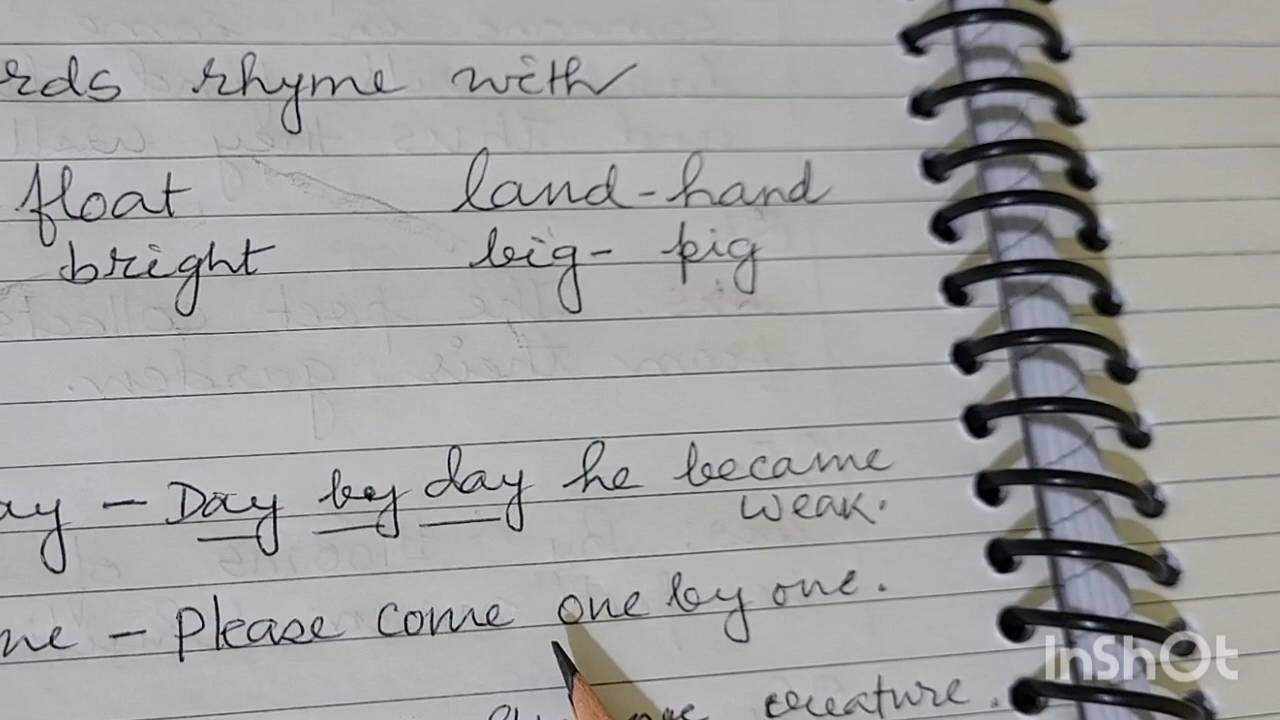 rds rhyme with
float land-hand
bright big- pig
ay - Day by day he became
weak.
ne - Please come one by one.
creature.
InShOt